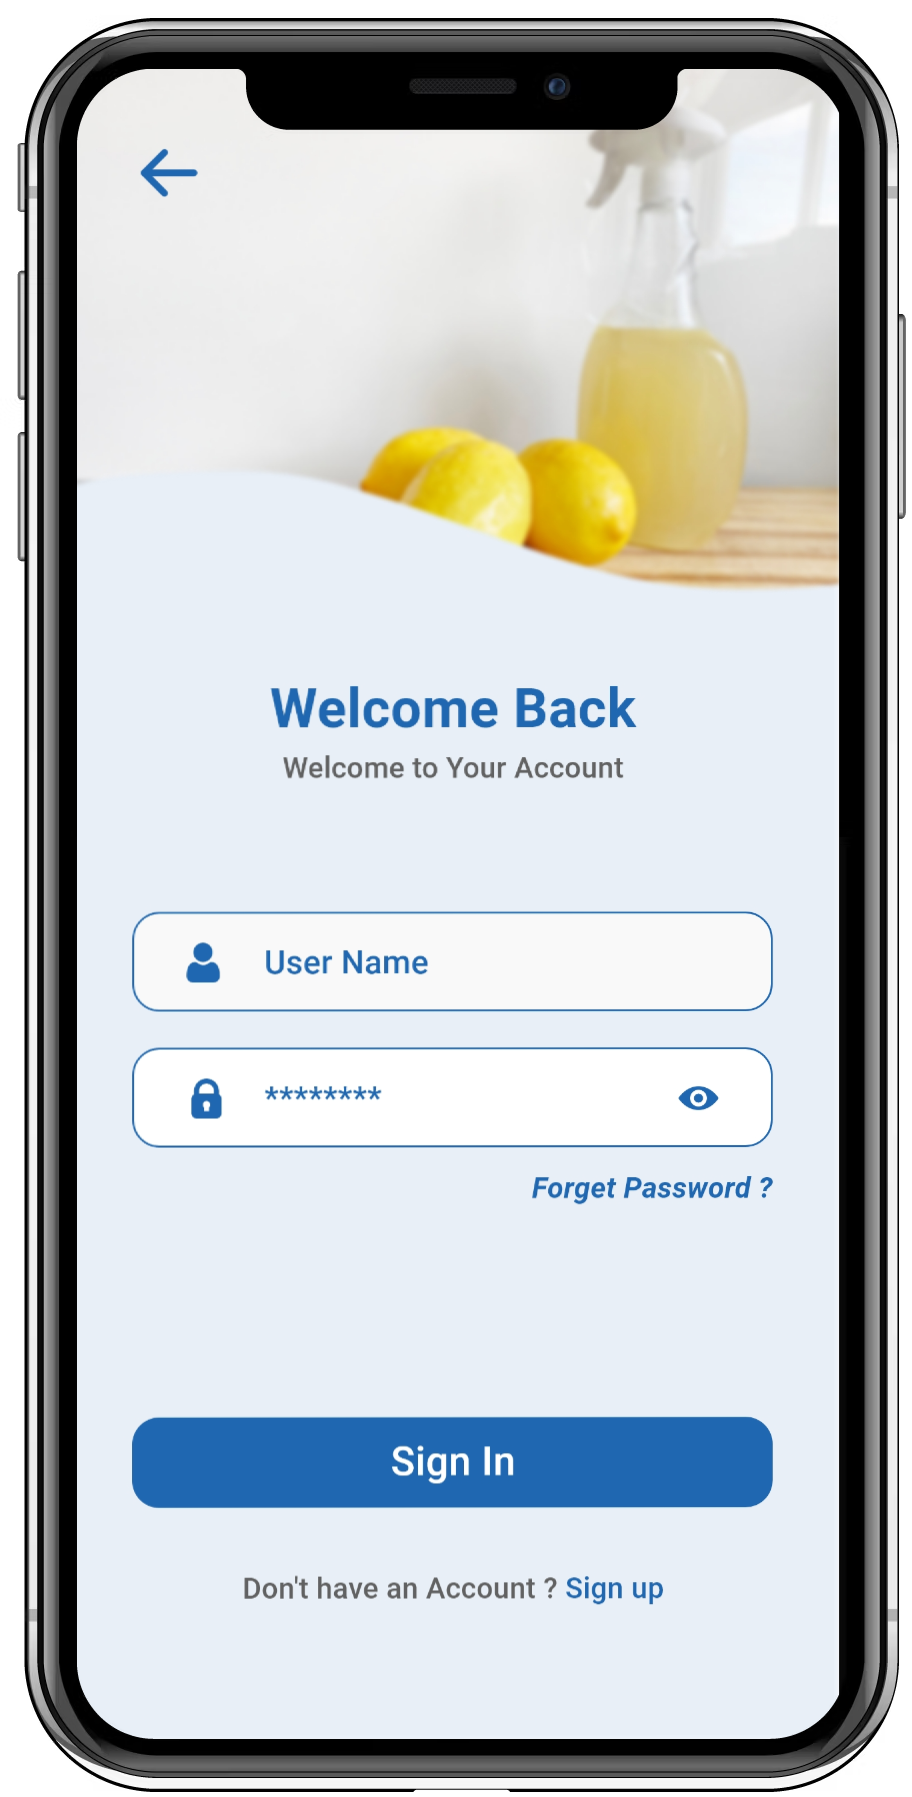 Welcome Back
Welcome to Your Account
User Name
********
Forget Password ?
Sign In
Don't have an Account ? Sign up